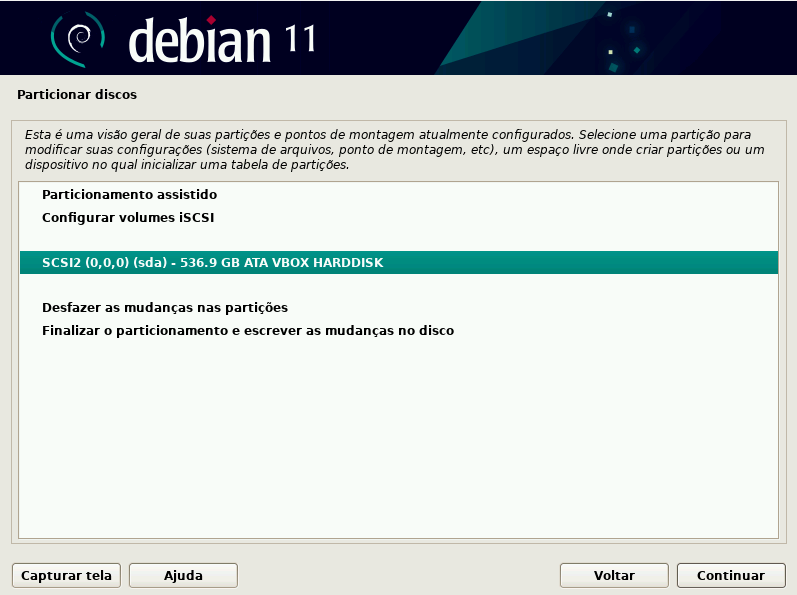 debian 11
Particionar discos
Esta é uma visão geral de suas partições e pontos de montagem atualmente configurados. Selecione uma partição para
modificar suas configurações (sistema de arquivos, ponto de montagem, etc), um espaço livre onde criar partições ou um
dispositivo no qual inicializar uma tabela de partições.
Particionamento assistido
Configurar volumes iSCSI
SCSI2 (0,0,0) (sda) - 536.9 GB ATA VBOX HARDDISK
Desfazer as mudanças nas partições
Finalizar o particionamento e escrever as mudanças no disco
Capturar tela Ajuda Voltar Continuar